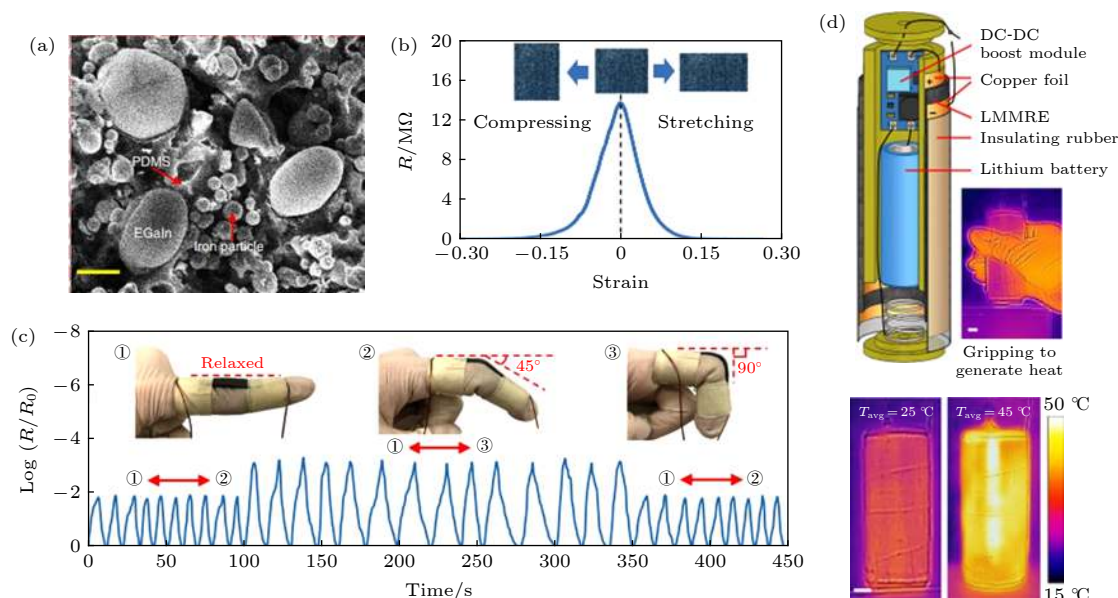 (a)
PDMS
EGaIn
Iron particle
(b)
R/MΩ
20
16
12
8
4
0
Compressing
Stretching
−0.30
−0.15
0
0.15
0.30
Strain
(c)
Log (R/R₀)
−8
−6
−4
−2
0
①
Relaxed
②
45°
③
90°
① ②
① ③
① ②
0
50
100
150
200
250
300
350
400
450
Time/s
(d)
DC-DC
boost module
Copper foil
LMMRE
Insulating rubber
Lithium battery
+
−
Gripping to
generate heat
Tavg = 25 ℃
Tavg = 45 ℃
50 ℃
15 ℃